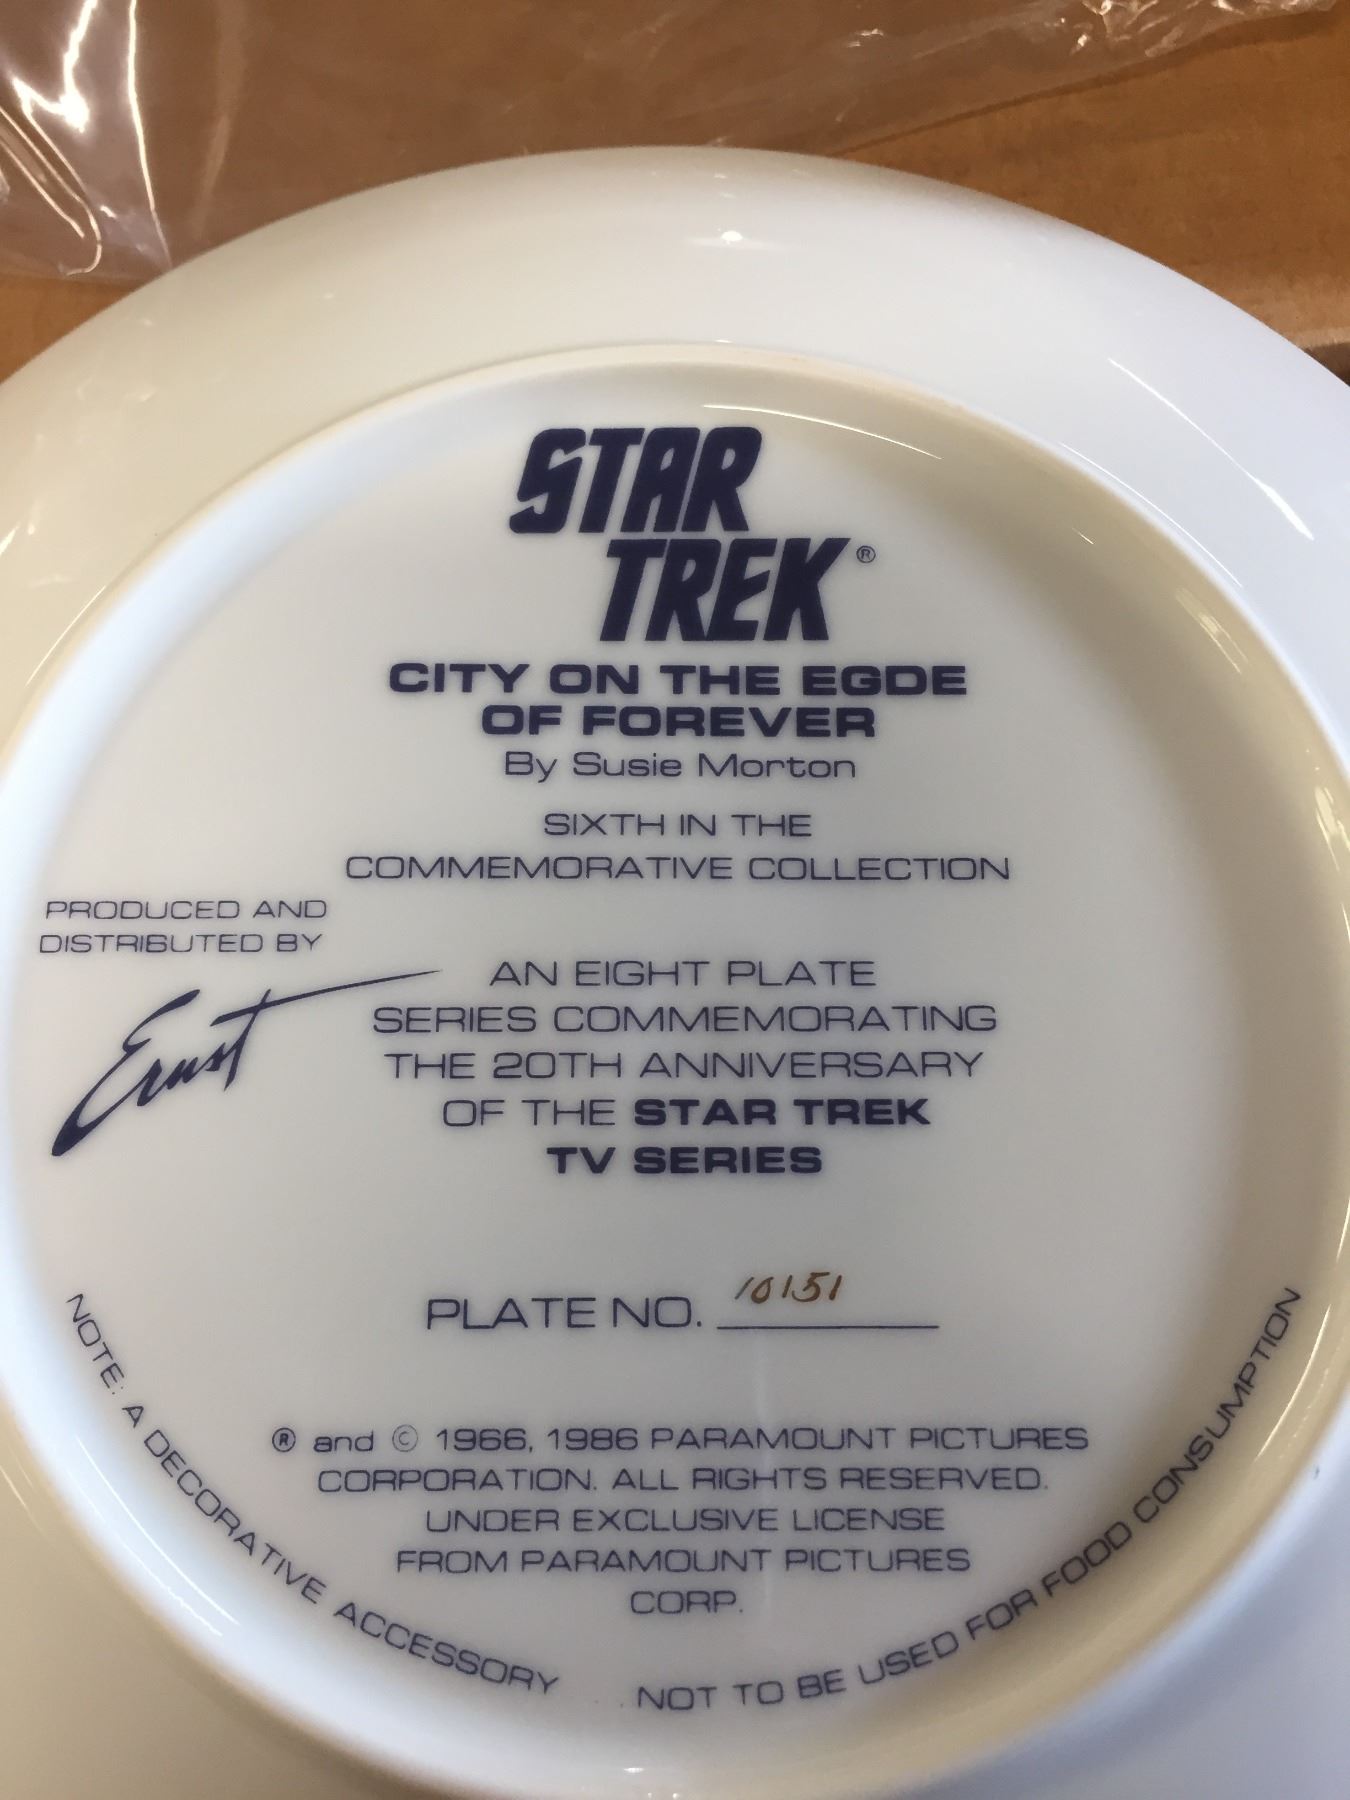 STAR
TREK®
CITY ON THE EGDE
OF FOREVER
By Susie Morton
SIXTH IN THE
COMMEMORATIVE COLLECTION
PRODUCED AND
DISTRIBUTED BY
Ernst
AN EIGHT PLATE
SERIES COMMEMORATING
THE 20TH ANNIVERSARY
OF THE STAR TREK
TV SERIES
PLATE NO. 10151
® and © 1966, 1986 PARAMOUNT PICTURES
CORPORATION. ALL RIGHTS RESERVED.
UNDER EXCLUSIVE LICENSE
FROM PARAMOUNT PICTURES
CORP.
NOTE: A DECORATIVE ACCESSORY
NOT TO BE USED FOR FOOD CONSUMPTION